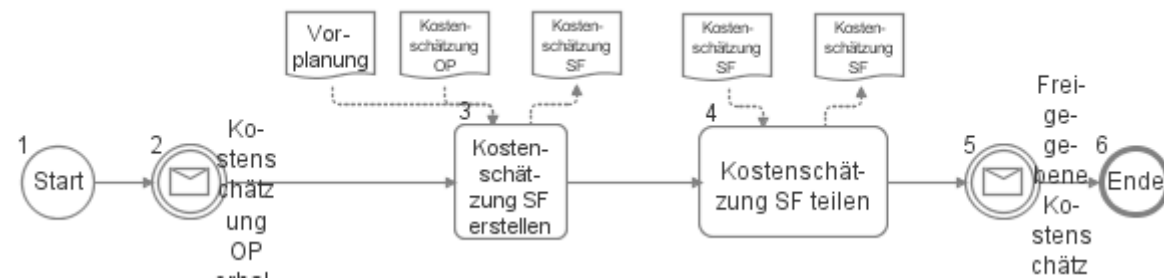 Vor-
planung
Kosten-
schätzung
OP
Kosten-
schätzung
SF
Kosten-
schätzung
SF
Kosten-
schätzung
SF
1
Start
2
Ko-
stens
chätz
ung
OP
3
Kosten-
schät-
zung SF
erstellen
4
Kostenschät-
zung SF teilen
5
Frei-
ge-
ge-
bene
Ko-
stens
chätz
6
Ende